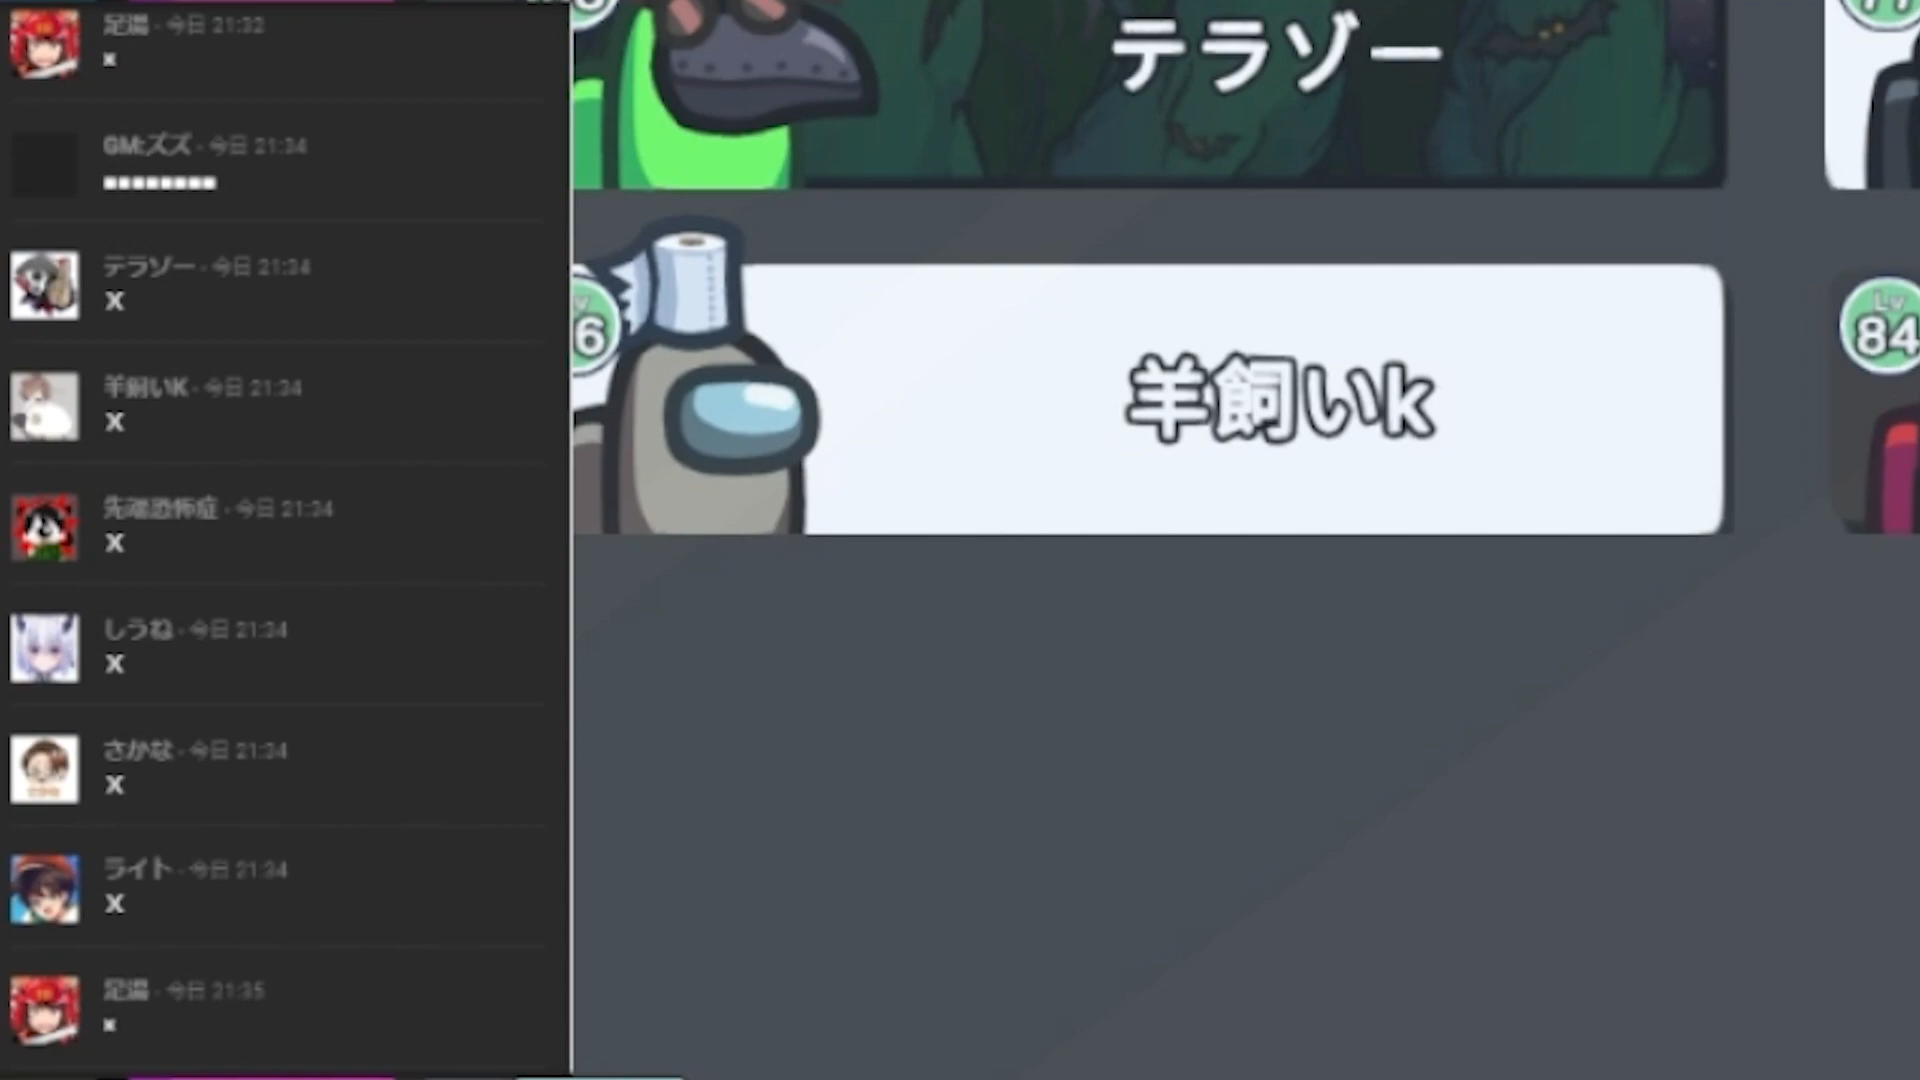 足湯 - 今日 21:32
x
GM:ズズ - 今日 21:34
■■■■■■■■
テラゾー - 今日 21:34
X
羊飼いK - 今日 21:34
X
先端恐怖症 - 今日 21:34
X
しうね - 今日 21:34
X
さかな - 今日 21:34
X
ライト - 今日 21:34
X
足湯 - 今日 21:35
x
テラゾー
6
羊飼いk
Lv
84